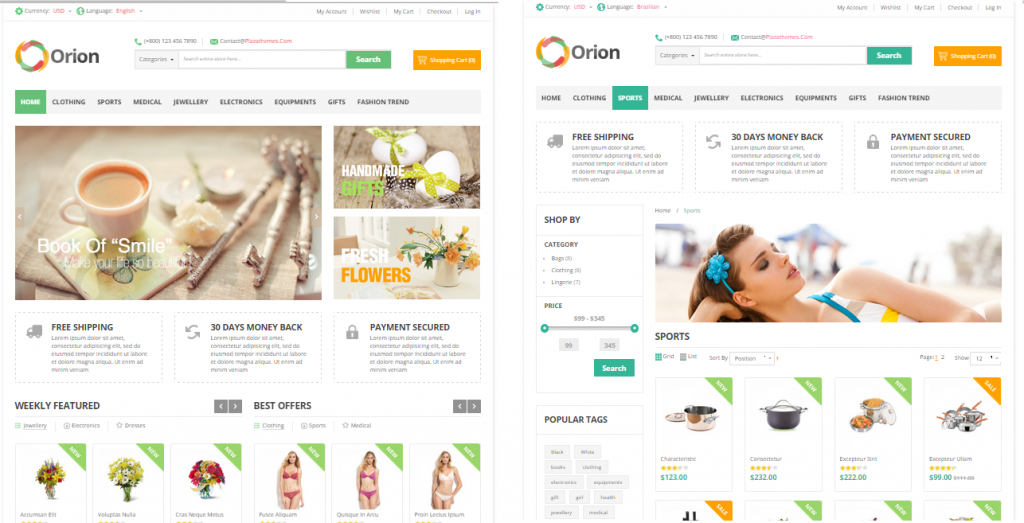 Currency: USD
Language: English
My Account
Wishlist
My Cart
Checkout
Log In
Orion
(+800) 123 456 7890
Contact@Plazathemes.Com
Categories
Search entire store here...
Search
Shopping Cart (0)
HOME CLOTHING SPORTS MEDICAL JEWELLERY ELECTRONICS EQUIPMENTS GIFTS FASHION TREND
Book Of “Smile”
Make your life so beautiful
HANDMADE
GIFTS
FRESH
FLOWERS
FREE SHIPPING
Lorem ipsum dolor sit amet,
consectetur adipisicing elit, sed do
eiusmod tempor incididunt ut labore
et dolore magna aliqua. Ut enim ad
minim veniam
30 DAYS MONEY BACK
Lorem ipsum dolor sit amet,
consectetur adipisicing elit, sed do
eiusmod tempor incididunt ut labore
et dolore magna aliqua. Ut enim ad
minim veniam
PAYMENT SECURED
Lorem ipsum dolor sit amet,
consectetur adipisicing elit, sed do
eiusmod tempor incididunt ut labore
et dolore magna aliqua. Ut enim ad
minim veniam
WEEKLY FEATURED
Jewellery
Electronics
Dresses
BEST OFFERS
Clothing
Sports
Medical
NEW
NEW
NEW
NEW
NEW
NEW
Accumsan Elit
Voluptas Nulla
Cras Neque Metus
Fusce Aliquam
Quisque In Arcu
Proin Lectus Ipsum
Currency: USD
Language: Brazilian
My Account
Wishlist
My Cart
Checkout
Log In
Orion
(+800) 123 456 7890
Contact@Plazathemes.Com
Categories
Search entire store here...
Search
Shopping Cart (0)
HOME CLOTHING SPORTS MEDICAL JEWELLERY ELECTRONICS EQUIPMENTS GIFTS FASHION TREND
FREE SHIPPING
Lorem ipsum dolor sit amet,
consectetur adipisicing elit, sed do
eiusmod tempor incididunt ut labore
et dolore magna aliqua. Ut enim ad
minim veniam
30 DAYS MONEY BACK
Lorem ipsum dolor sit amet,
consectetur adipisicing elit, sed do
eiusmod tempor incididunt ut labore
et dolore magna aliqua. Ut enim ad
minim veniam
PAYMENT SECURED
Lorem ipsum dolor sit amet,
consectetur adipisicing elit, sed do
eiusmod tempor incididunt ut labore
et dolore magna aliqua. Ut enim ad
minim veniam
SHOP BY
CATEGORY
Bags (8)
Clothing (9)
Lingerie (7)
PRICE
$99 - $345
99
345
Search
POPULAR TAGS
Black
White
books
clothing
electronics
equipments
gift
girl
health
jewellery
medical
Home / Sports
SPORTS
Grid
List
Sort By
Position
Page: 1 2
Show
12
NEW
NEW
NEW
SALE
Characteristic
$123.00
Consectetur
$232.00
Excepteur Sint
$222.00
Excepteur Ullam
$99.00
SALE
NEW
NEW
NEW